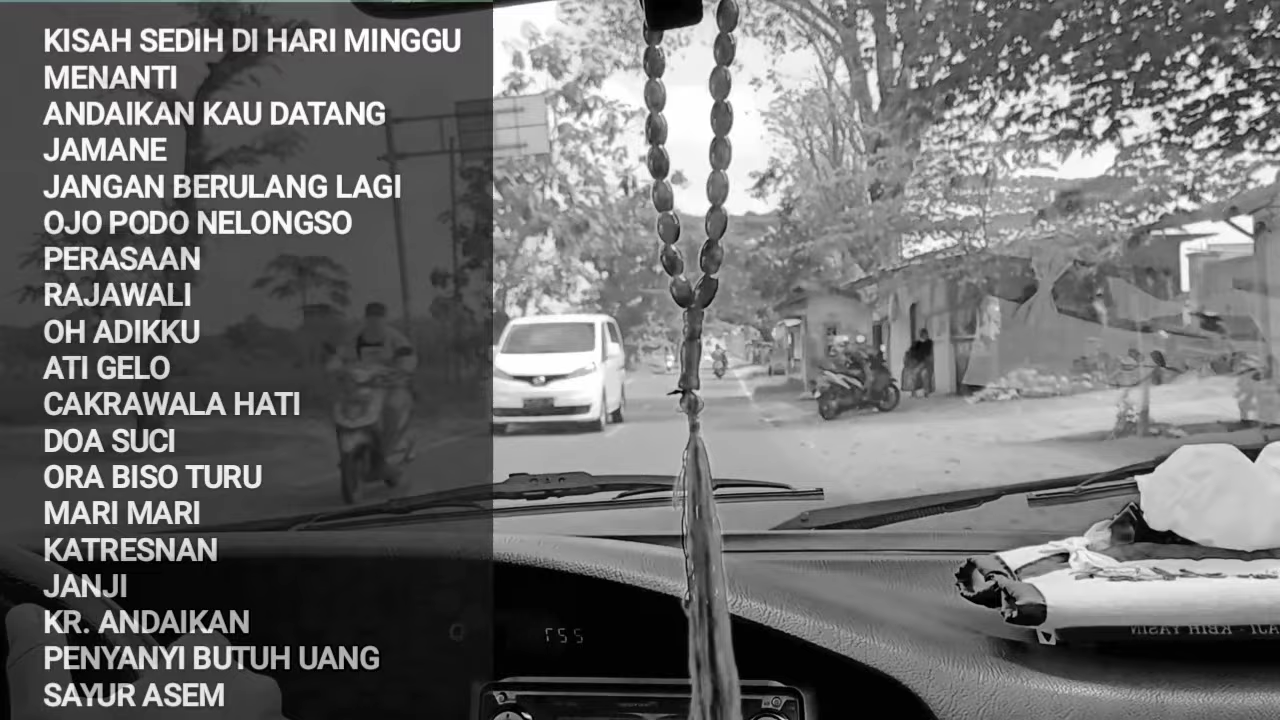 KISAH SEDIH DI HARI MINGGU
MENANTI
ANDAIKAN KAU DATANG
JAMANE
JANGAN BERULANG LAGI
OJO PODO NELONGSO
PERASAAN
RAJAWALI
OH ADIKKU
ATI GELO
CAKRAWALA HATI
DOA SUCI
ORA BISO TURU
MARI MARI
KATRESNAN
JANJI
KR. ANDAIKAN
PENYANYI BUTUH UANG
SAYUR ASEM